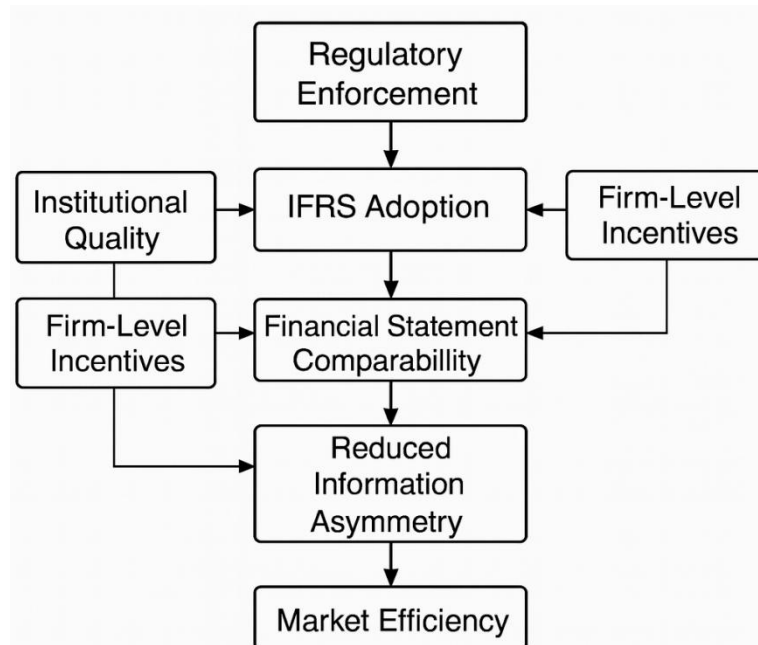 Regulatory
Enforcement
Institutional
Quality
IFRS Adoption
Firm-Level
Incentives
Firm-Level
Incentives
Financial Statement
Comparabillity
Reduced
Information
Asymmetry
Market Efficiency